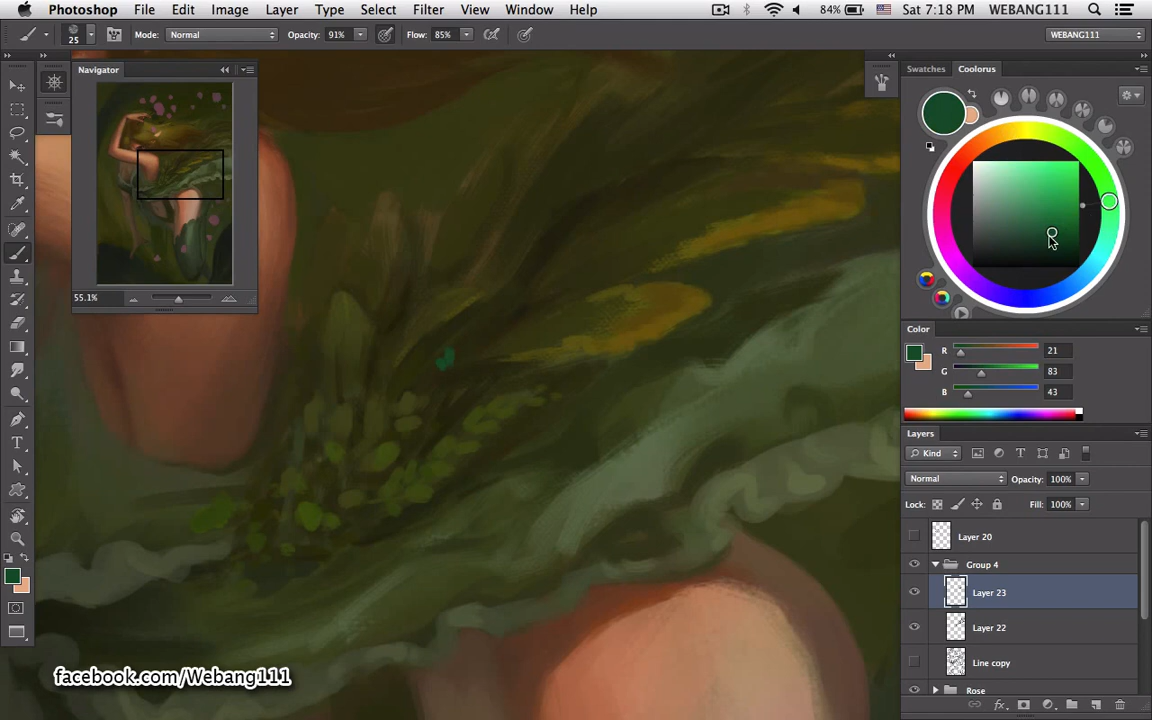 Photoshop File Edit Image Layer Type Select Filter View Window Help 84% Sat 7:18 PM WEBANG111
25 Mode: Normal Opacity: 91% Flow: 85% WEBANG111
Navigator
55.1%
Swatches Coolorus
Color
R 21
G 83
B 43
Layers
Kind
Normal Opacity: 100%
Lock: Fill: 100%
Layer 20
Group 4
Layer 23
Layer 22
Line copy
Rose
facebook.com/Webang111